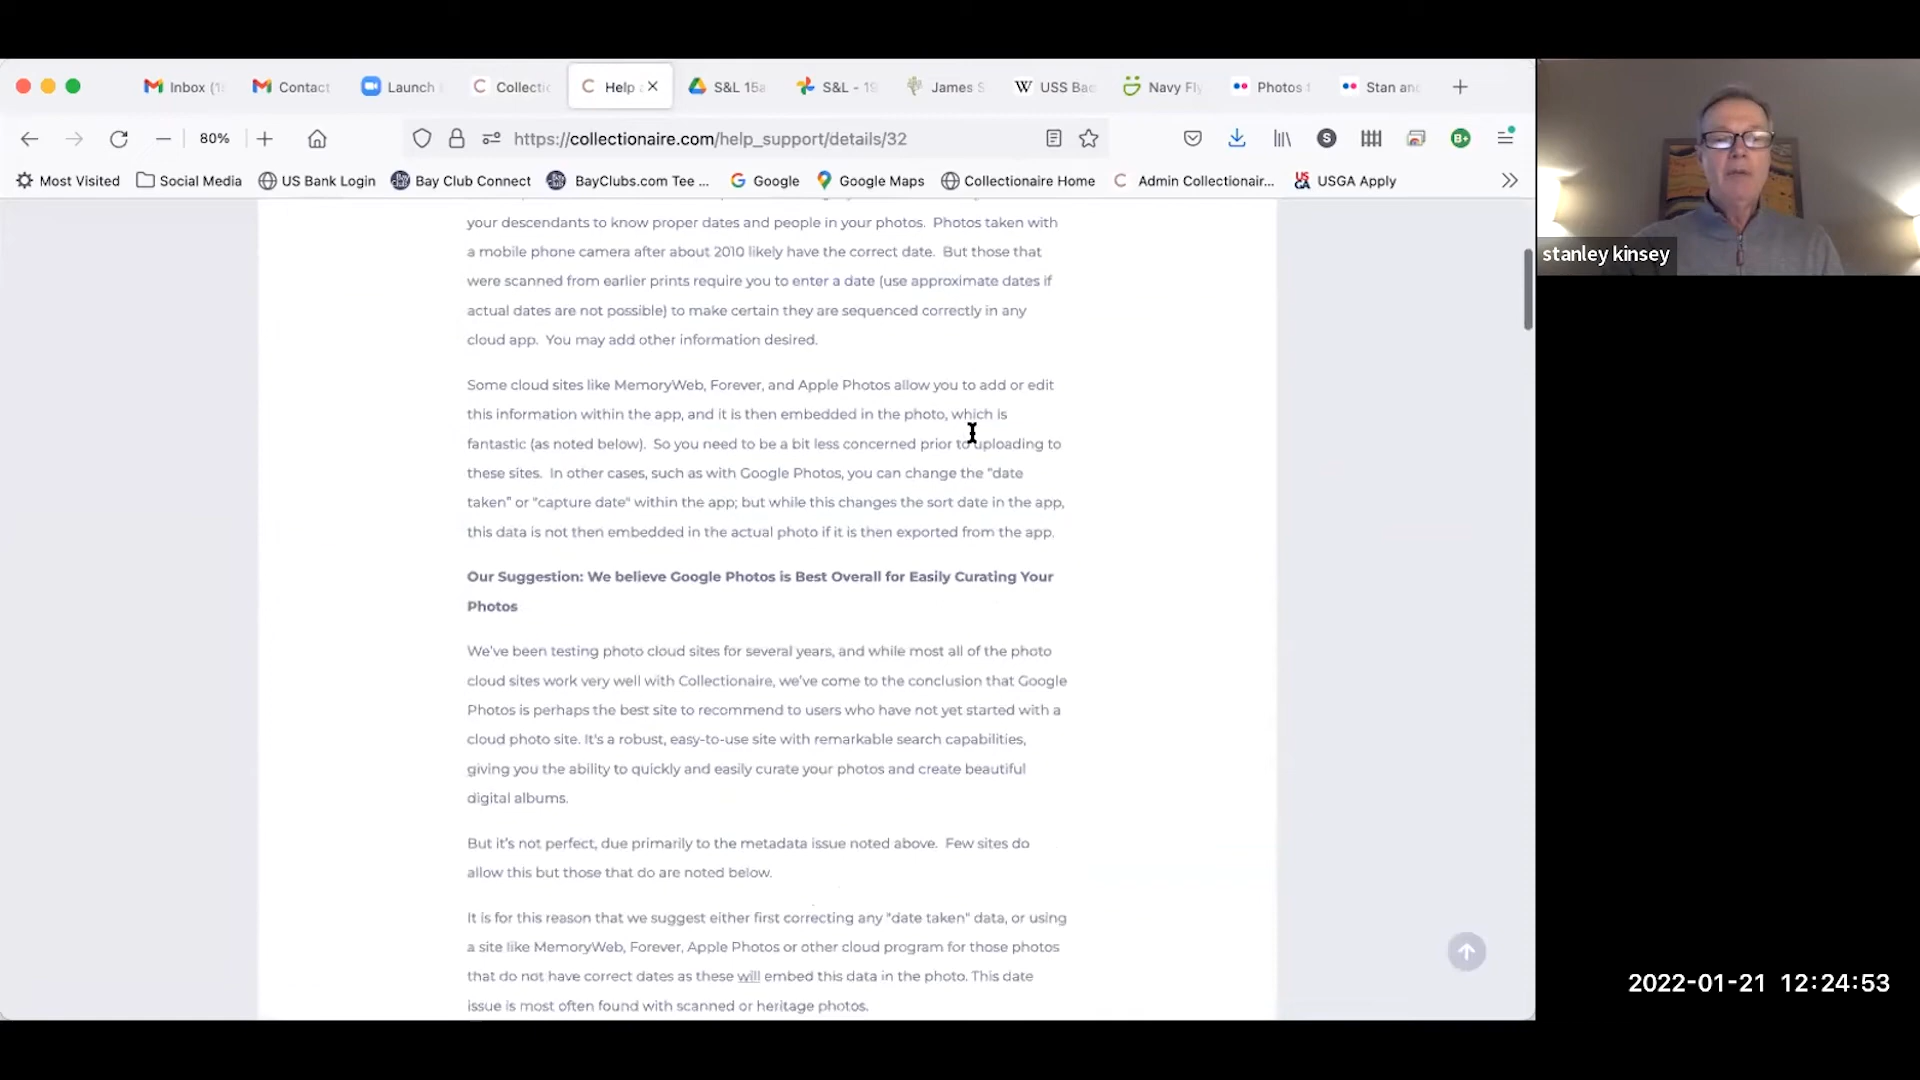 Inbox (1
Contact
Launch
Collectio
Help
S&L 15a
S&L - 19
James S
W
USS Bad
Navy Fly
Photos
Stan and
80%
https://collectionaire.com/help_support/details/32
S
B+
Most Visited
Social Media
US Bank Login
Bay Club Connect
BayClubs.com Tee ...
Google
Google Maps
Collectionaire Home
Admin Collectionair...
USGA Apply
your descendants to know proper dates and people in your photos. Photos taken with
a mobile phone camera after about 2010 likely have the correct date. But those that
were scanned from earlier prints require you to enter a date (use approximate dates if
actual dates are not possible) to make certain they are sequenced correctly in any
cloud app. You may add other information desired.
Some cloud sites like MemoryWeb, Forever, and Apple Photos allow you to add or edit
this information within the app, and it is then embedded in the photo, which is
fantastic (as noted below). So you need to be a bit less concerned prior to uploading to
these sites. In other cases, such as with Google Photos, you can change the "date
taken" or "capture date" within the app; but while this changes the sort date in the app,
this data is not then embedded in the actual photo if it is then exported from the app.
Our Suggestion: We believe Google Photos is Best Overall for Easily Curating Your
Photos
We've been testing photo cloud sites for several years, and while most all of the photo
cloud sites work very well with Collectionaire, we've come to the conclusion that Google
Photos is perhaps the best site to recommend to users who have not yet started with a
cloud photo site. It's a robust, easy-to-use site with remarkable search capabilities,
giving you the ability to quickly and easily curate your photos and create beautiful
digital albums.
But it's not perfect, due primarily to the metadata issue noted above. Few sites do
allow this but those that do are noted below.
It is for this reason that we suggest either first correcting any "date taken" data, or using
a site like MemoryWeb, Forever, Apple Photos or other cloud program for those photos
that do not have correct dates as these will embed this data in the photo. This date
issue is most often found with scanned or heritage photos.
stanley kinsey
2022-01-21 12:24:53